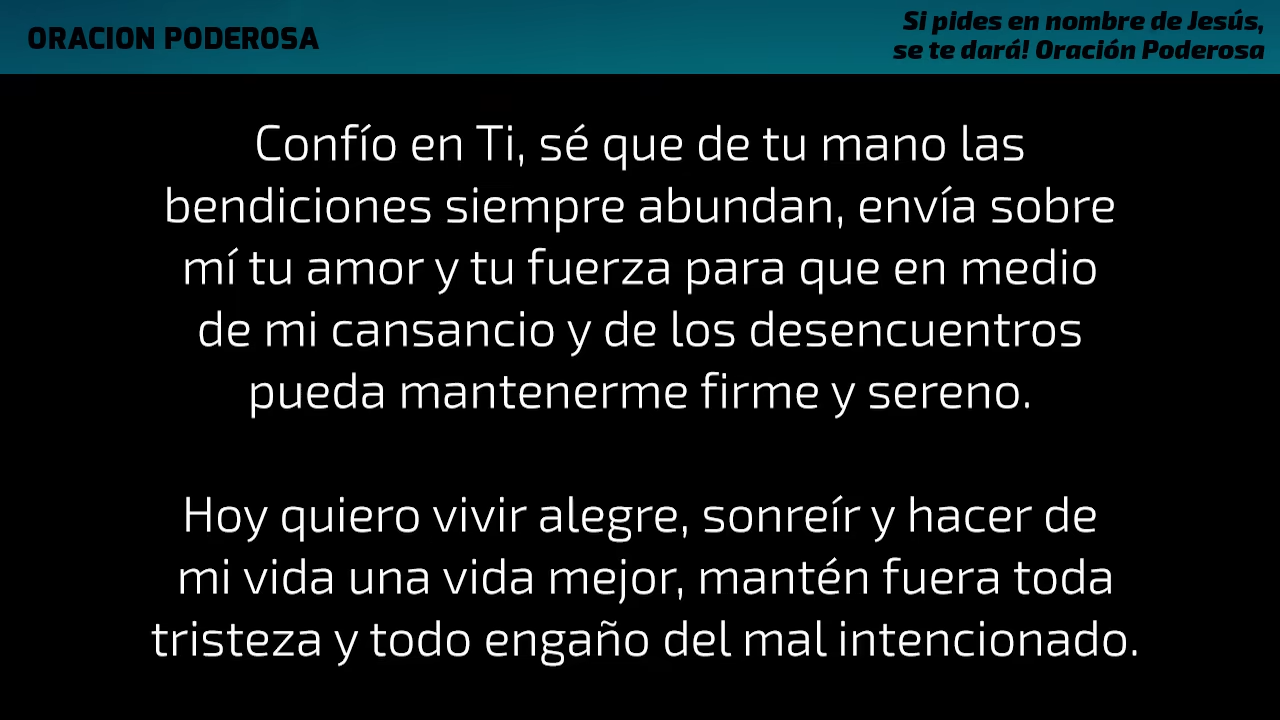 ORACION PODEROSA
Si pides en nombre de Jesús,
se te dará! Oración Poderosa
Confío en Ti, sé que de tu mano las
bendiciones siempre abundan, envía sobre
mí tu amor y tu fuerza para que en medio
de mi cansancio y de los desencuentros
pueda mantenerme firme y sereno.
Hoy quiero vivir alegre, sonreír y hacer de
mi vida una vida mejor, mantén fuera toda
tristeza y todo engaño del mal intencionado.